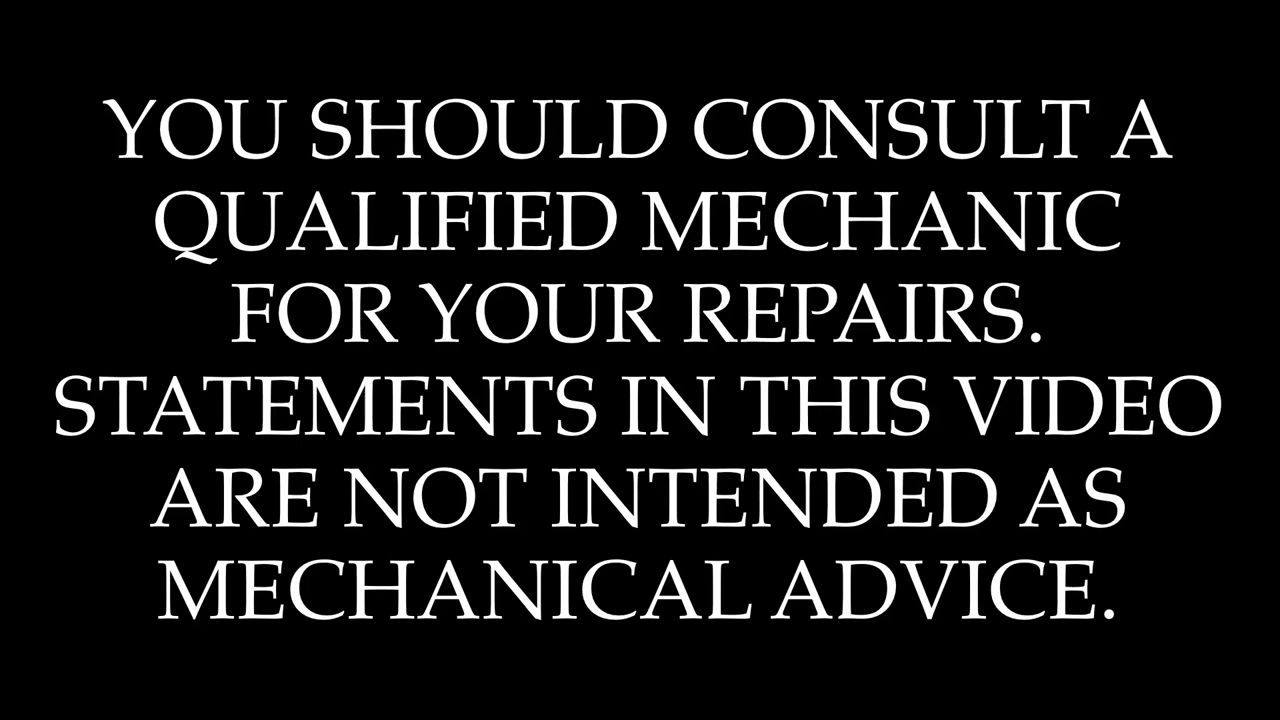 YOU SHOULD CONSULT A
QUALIFIED MECHANIC
FOR YOUR REPAIRS.
STATEMENTS IN THIS VIDEO
ARE NOT INTENDED AS
MECHANICAL ADVICE.